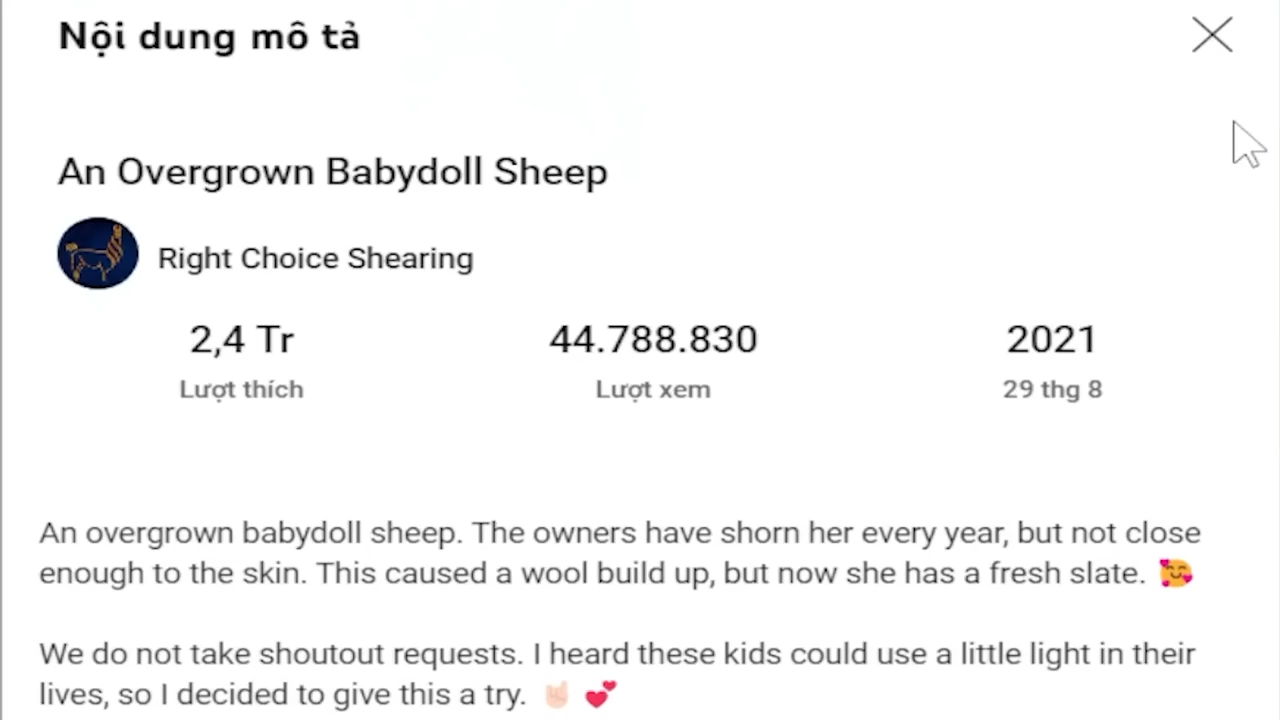 Nội dung mô tả
An Overgrown Babydoll Sheep
Right Choice Shearing
2,4 Tr 44.788.830 2021
Lượt thích Lượt xem 29 thg 8
An overgrown babydoll sheep. The owners have shorn her every year, but not close
enough to the skin. This caused a wool build up, but now she has a fresh slate. 🥰
We do not take shoutout requests. I heard these kids could use a little light in their
lives, so I decided to give this a try. 🤘🏻 💕